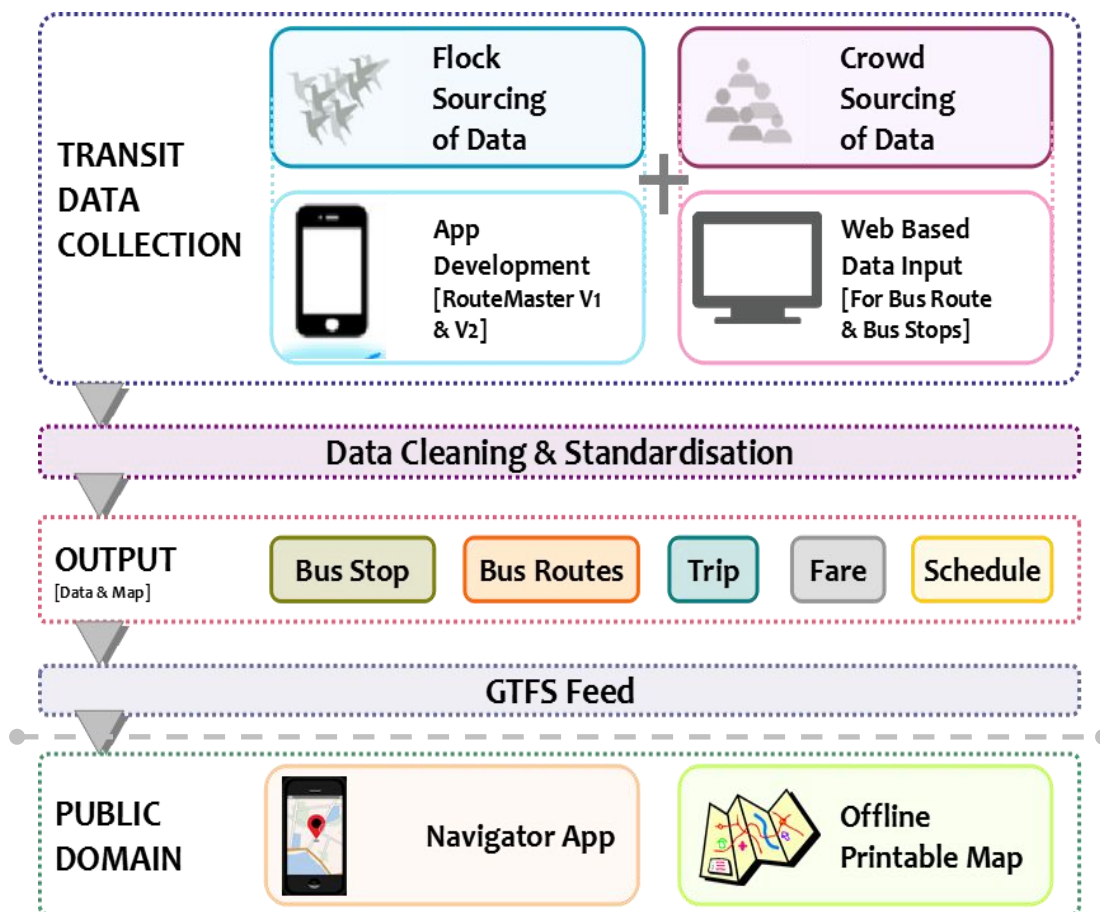 TRANSIT
DATA
COLLECTION
Flock
Sourcing
of Data
Crowd
Sourcing
of Data
App
Development
[RouteMaster V1
& V2]
Web Based
Data Input
[For Bus Route
& Bus Stops]
Data Cleaning & Standardisation
OUTPUT
[Data & Map]
Bus Stop
Bus Routes
Trip
Fare
Schedule
GTFS Feed
PUBLIC
DOMAIN
Navigator App
Offline
Printable Map